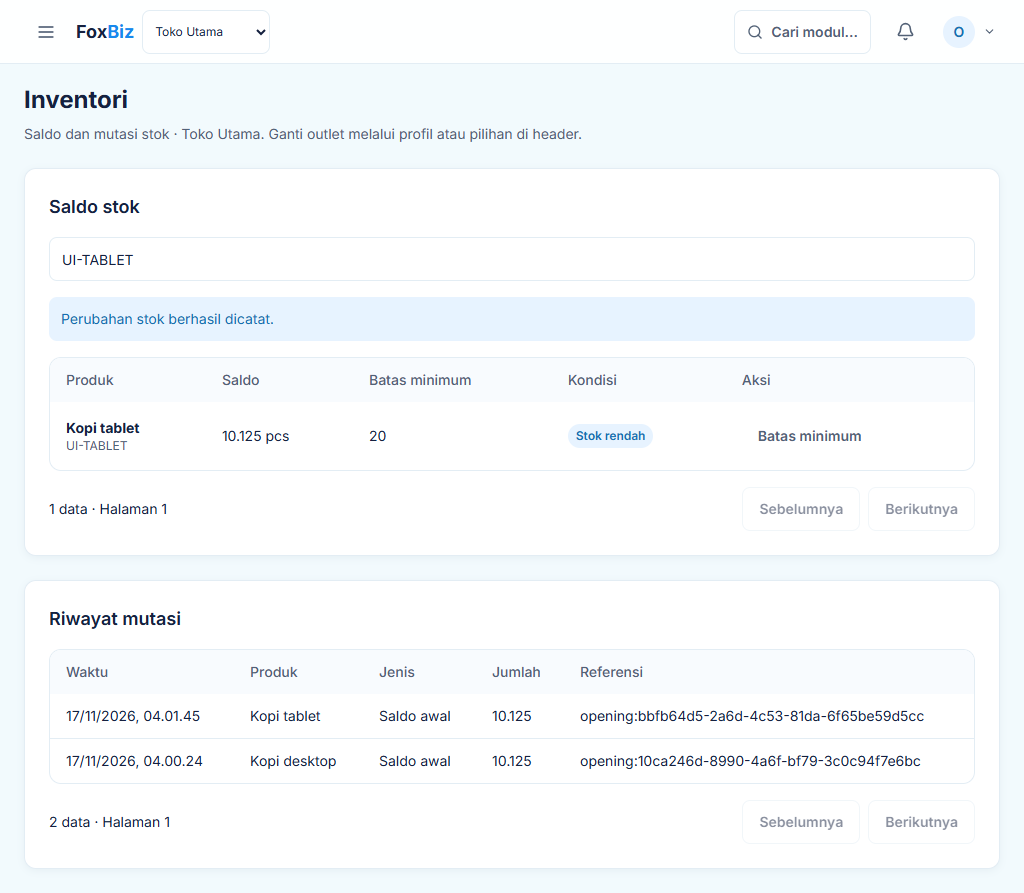 FoxBiz
Toko Utama
Cari modul...
O
Inventori
Saldo dan mutasi stok · Toko Utama. Ganti outlet melalui profil atau pilihan di header.
Saldo stok
UI-TABLET
Perubahan stok berhasil dicatat.
Produk Saldo Batas minimum Kondisi Aksi
Kopi tablet
UI-TABLET
10.125 pcs 20 Stok rendah Batas minimum
1 data · Halaman 1 Sebelumnya Berikutnya
Riwayat mutasi
Waktu Produk Jenis Jumlah Referensi
17/11/2026, 04.01.45 Kopi tablet Saldo awal 10.125 opening:bbfb64d5-2a6d-4c53-81da-6f65be59d5cc
17/11/2026, 04.00.24 Kopi desktop Saldo awal 10.125 opening:10ca246d-8990-4a6f-bf79-3c0c94f7e6bc
2 data · Halaman 1 Sebelumnya Berikutnya